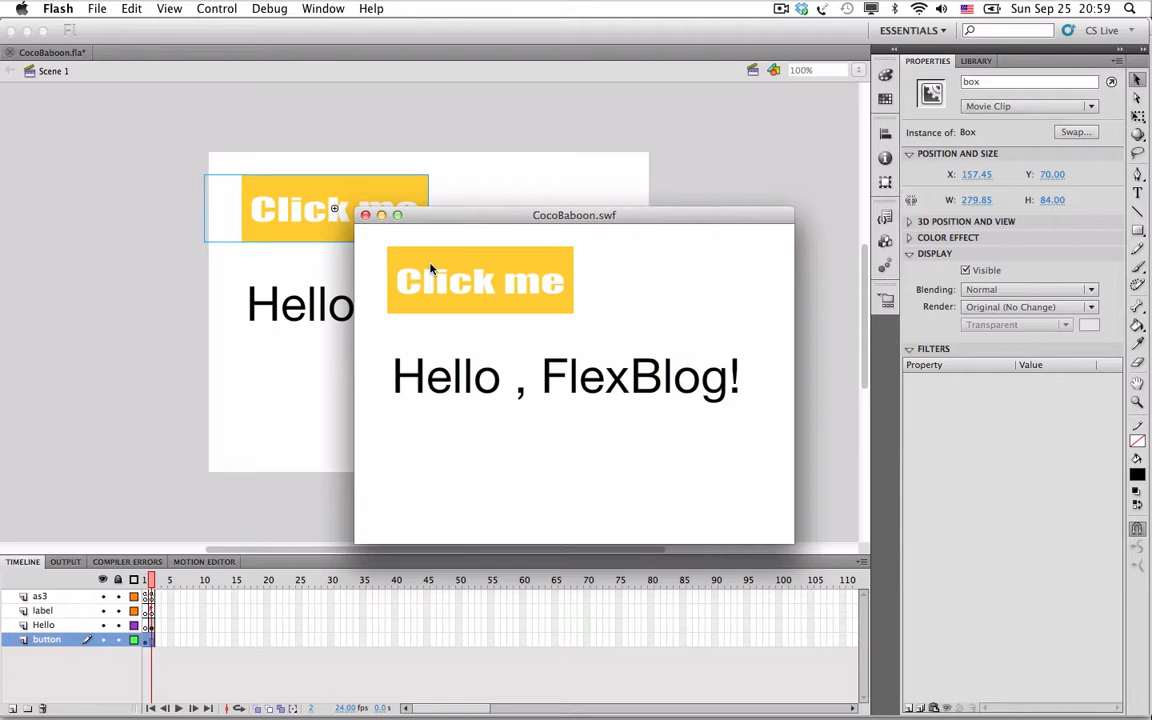 Flash File Edit View Control Debug Window Help Sun Sep 25 20:59
Fl ESSENTIALS CS Live
CocoBaboon.fla*
Scene 1 100%
PROPERTIES LIBRARY
box
Movie Clip
Instance of: Box Swap...
POSITION AND SIZE
X: 157.45 Y: 70.00
W: 279.85 H: 84.00
3D POSITION AND VIEW
COLOR EFFECT
DISPLAY
Visible
Blending: Normal
Render: Original (No Change)
Transparent
FILTERS
Property Value
Click me
Hello
CocoBaboon.swf
Click me
Hello , FlexBlog!
TIMELINE OUTPUT COMPILER ERRORS MOTION EDITOR
1 5 10 15 20 25 30 35 40 45 50 55 60 65 70 75 80 85 90 95 100 105 110
as3
label
Hello
button
2 24.00 fps 0.0 s